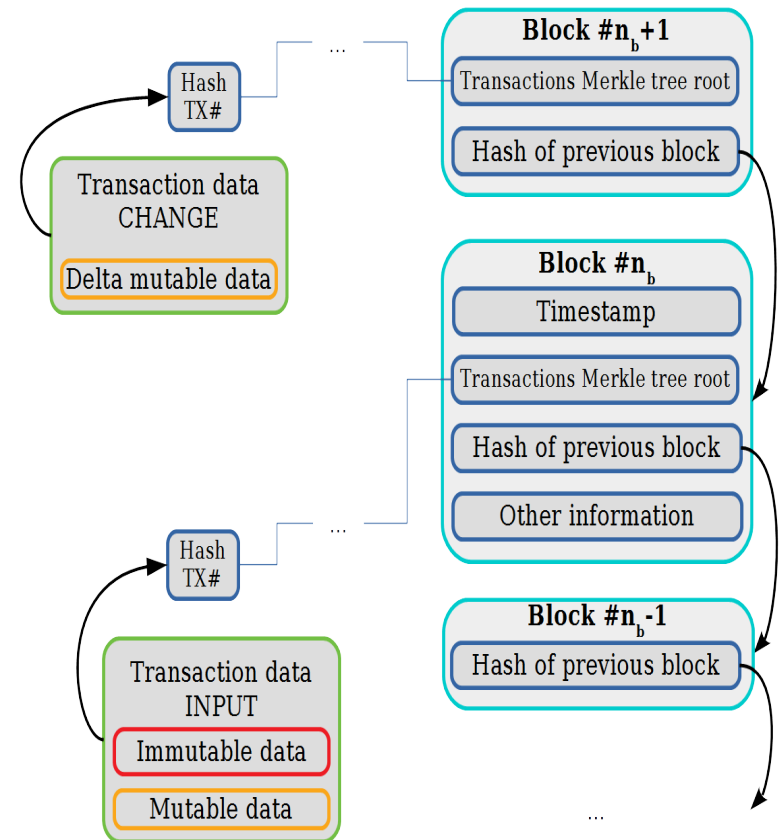 Block #nb+1
...
Hash
TX#
Transactions Merkle tree root
Hash of previous block
Transaction data
CHANGE
Delta mutable data
Block #nb
Timestamp
Transactions Merkle tree root
Hash of previous block
Other information
...
Hash
TX#
Block #nb-1
Hash of previous block
Transaction data
INPUT
Immutable data
Mutable data
...